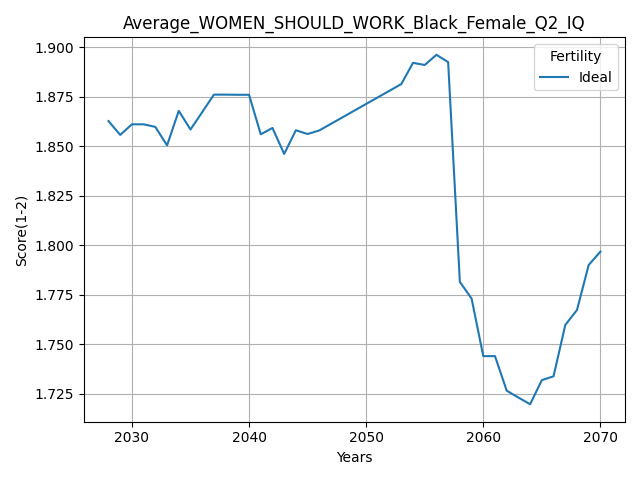 Average_WOMEN_SHOULD_WORK_Black_Female_Q2_IQ
Fertility
Ideal
1.900
1.875
1.850
1.825
1.800
1.775
1.750
1.725
Score(1-2)
2030 2040 2050 2060 2070
Years